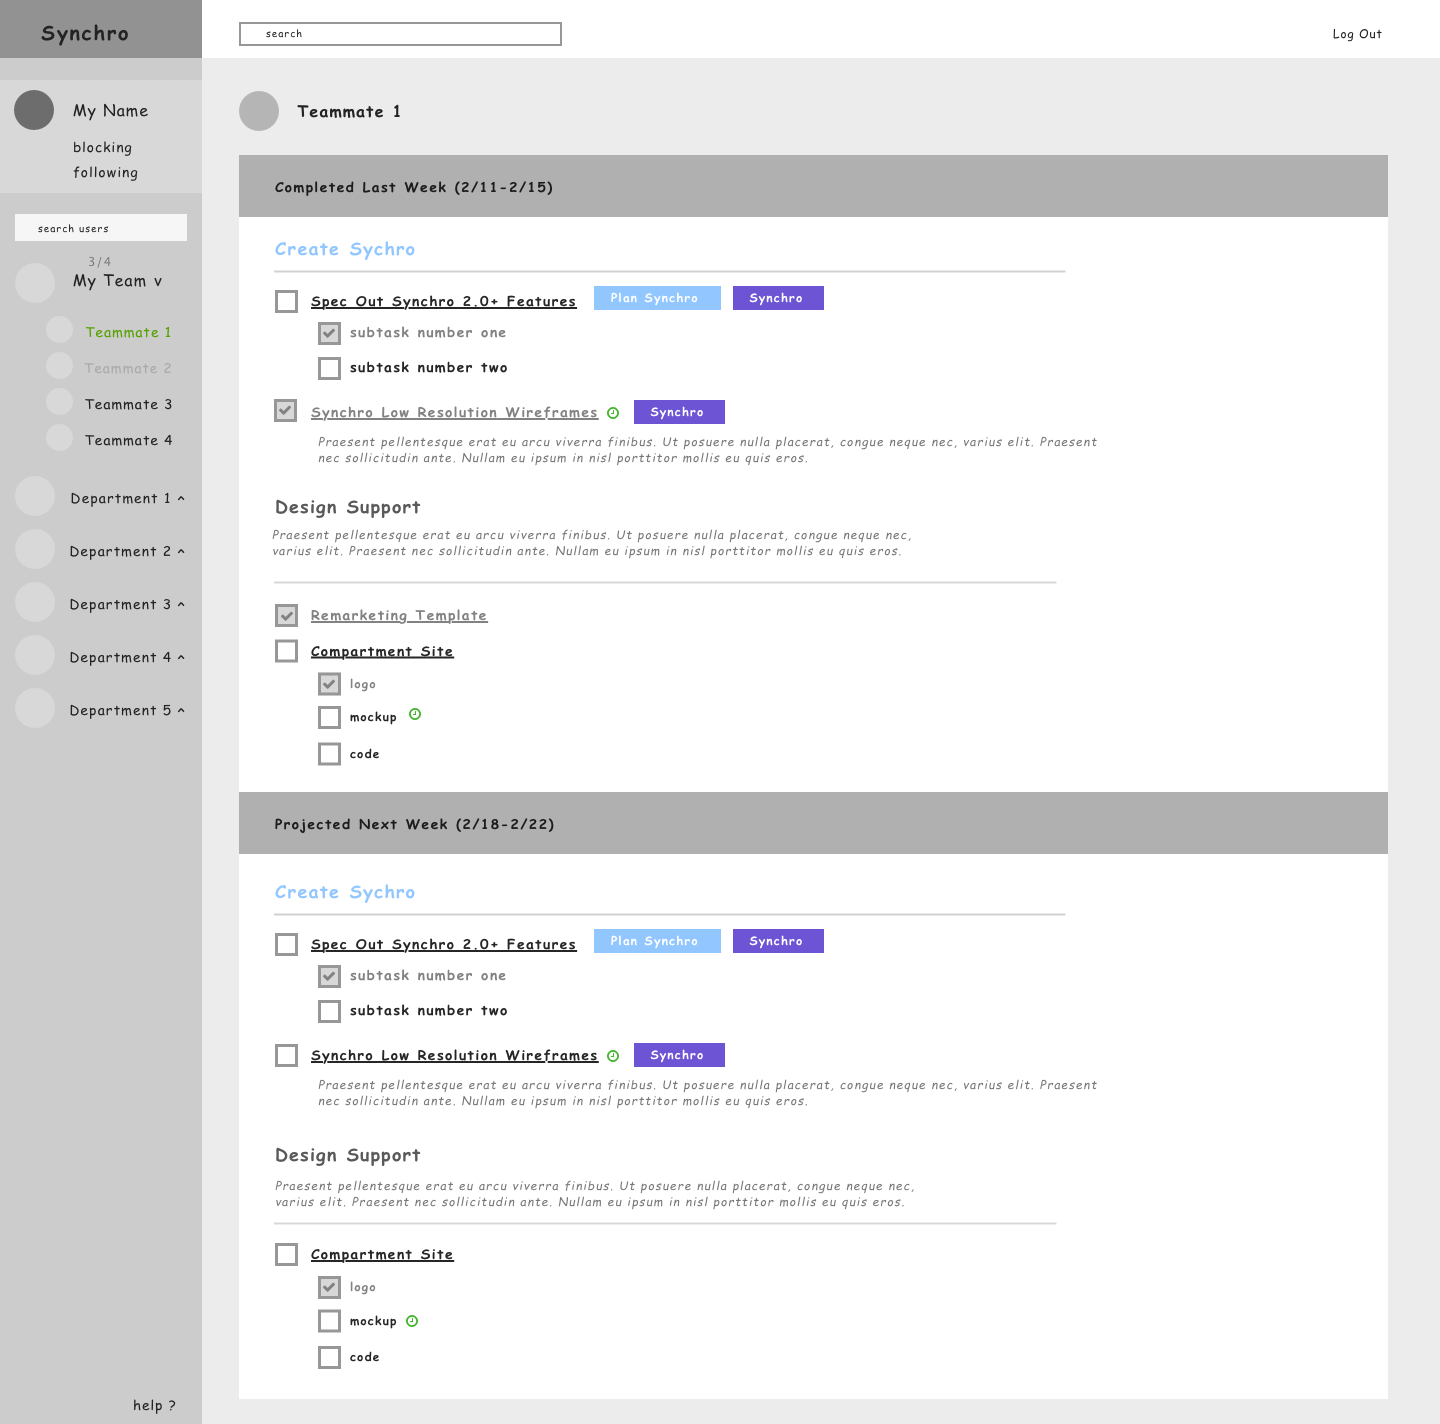 Synchro
search
Log Out
My Name
blocking
following
search users
3/4
My Team v
Teammate 1
Teammate 2
Teammate 3
Teammate 4
Department 1 ^
Department 2 ^
Department 3 ^
Department 4 ^
Department 5 ^
help ?
Teammate 1
Completed Last Week (2/11-2/15)
Create Sychro
Spec Out Synchro 2.0+ Features Plan Synchro Synchro
subtask number one
subtask number two
Synchro Low Resolution Wireframes Synchro
Praesent pellentesque erat eu arcu viverra finibus. Ut posuere nulla placerat, congue neque nec, varius elit. Praesent
nec sollicitudin ante. Nullam eu ipsum in nisl porttitor mollis eu quis eros.
Design Support
Praesent pellentesque erat eu arcu viverra finibus. Ut posuere nulla placerat, congue neque nec,
varius elit. Praesent nec sollicitudin ante. Nullam eu ipsum in nisl porttitor mollis eu quis eros.
Remarketing Template
Compartment Site
logo
mockup
code
Projected Next Week (2/18-2/22)
Create Sychro
Spec Out Synchro 2.0+ Features Plan Synchro Synchro
subtask number one
subtask number two
Synchro Low Resolution Wireframes Synchro
Praesent pellentesque erat eu arcu viverra finibus. Ut posuere nulla placerat, congue neque nec, varius elit. Praesent
nec sollicitudin ante. Nullam eu ipsum in nisl porttitor mollis eu quis eros.
Design Support
Praesent pellentesque erat eu arcu viverra finibus. Ut posuere nulla placerat, congue neque nec,
varius elit. Praesent nec sollicitudin ante. Nullam eu ipsum in nisl porttitor mollis eu quis eros.
Compartment Site
logo
mockup
code